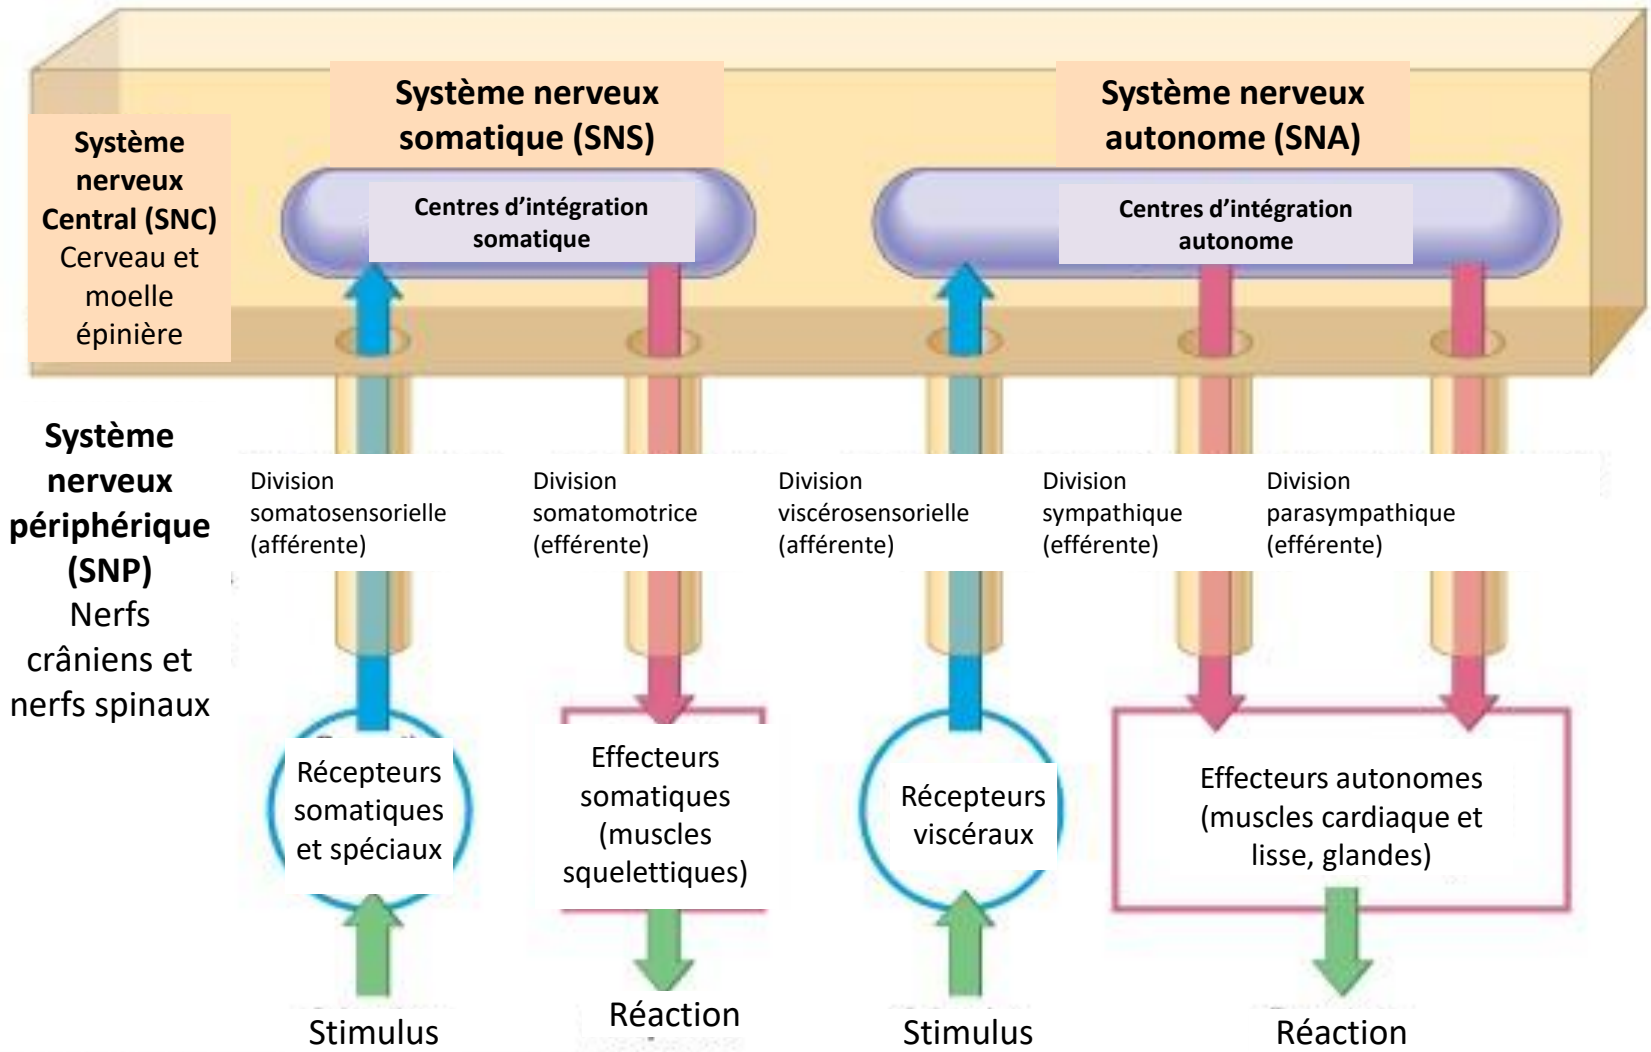 Système nerveux
somatique (SNS)
Système nerveux
autonome (SNA)
Système
nerveux
Central (SNC)
Cerveau et
moelle
épinière
Centres d'intégration
somatique
Centres d'intégration
autonome
Système
nerveux
périphérique
(SNP)
Nerfs
crâniens et
nerfs spinaux
Division
somatosensorielle
(afférente)
Division
somatomotrice
(efférente)
Division
viscérosensorielle
(afférente)
Division
sympathique
(efférente)
Division
parasympathique
(efférente)
Récepteurs
somatiques
et spéciaux
Effecteurs
somatiques
(muscles
squelettiques)
Récepteurs
viscéraux
Effecteurs autonomes
(muscles cardiaque et
lisse, glandes)
Stimulus
Réaction
Stimulus
Réaction